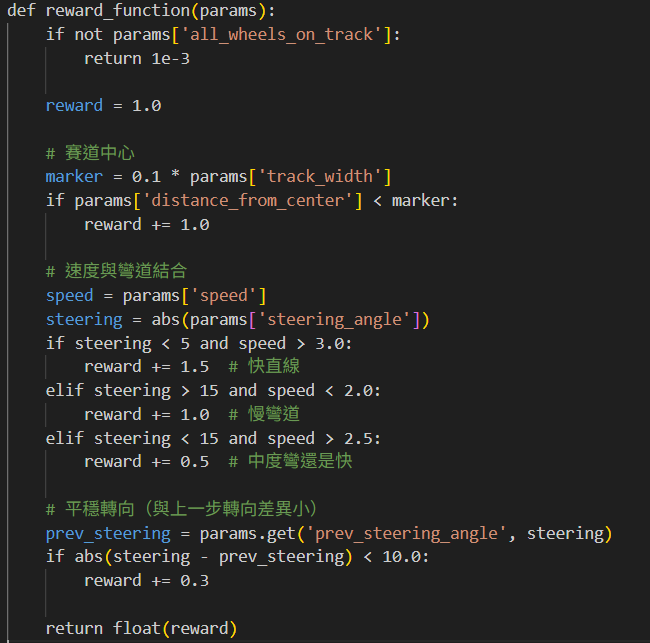 def reward_function(params):
    if not params['all_wheels_on_track']:
        return 1e-3

    reward = 1.0

    # 賽道中心
    marker = 0.1 * params['track_width']
    if params['distance_from_center'] < marker:
        reward += 1.0

    # 速度與彎道結合
    speed = params['speed']
    steering = abs(params['steering_angle'])
    if steering < 5 and speed > 3.0:
        reward += 1.5  # 快直線
    elif steering > 15 and speed < 2.0:
        reward += 1.0  # 慢彎道
    elif steering < 15 and speed > 2.5:
        reward += 0.5  # 中度彎還是快

    # 平穩轉向（與上一步轉向差異小）
    prev_steering = params.get('prev_steering_angle', steering)
    if abs(steering - prev_steering) < 10.0:
        reward += 0.3

    return float(reward)